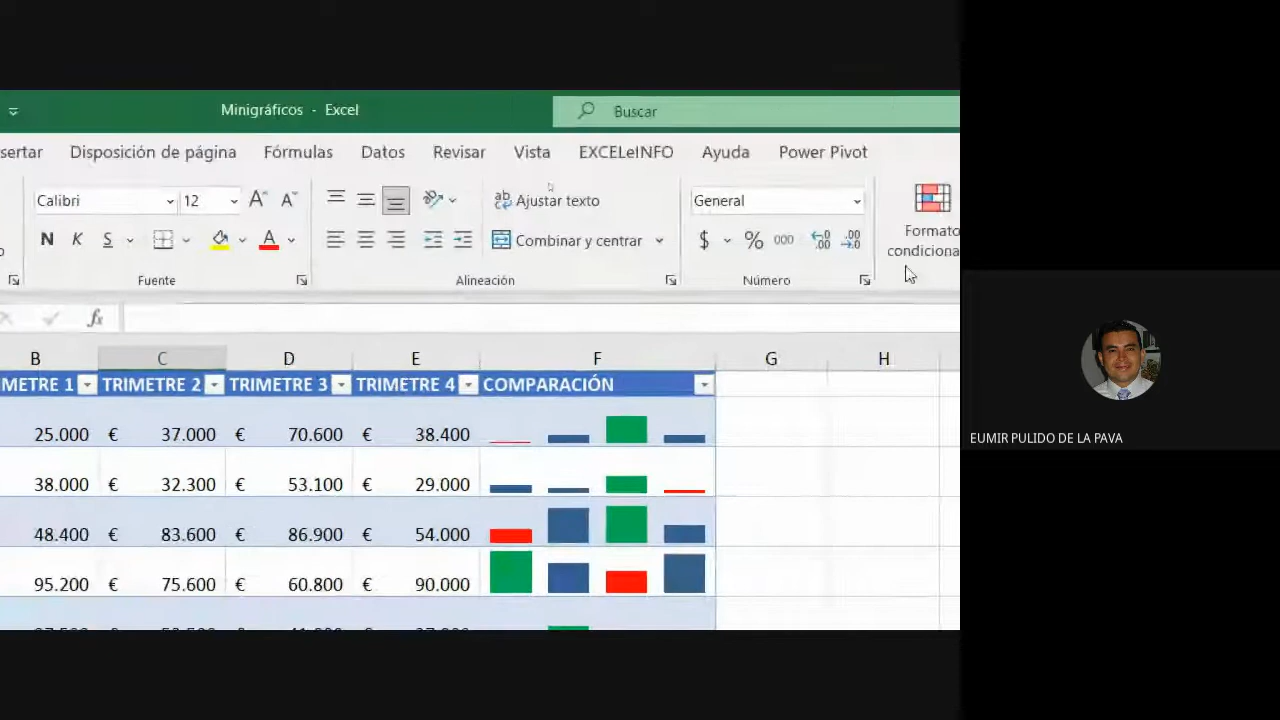 Minigráficos - Excel
Buscar
sertar Disposición de página Fórmulas Datos Revisar Vista EXCELeINFO Ayuda Power Pivot
Calibri 12 A A ab Ajustar texto General
N K S A Combinar y centrar $ % 000 Formato condiciona
Fuente Alineación Número
fx
B C D E F G H
METRE 1 TRIMETRE 2 TRIMETRE 3 TRIMETRE 4 COMPARACIÓN
25.000 € 37.000 € 70.600 € 38.400
38.000 € 32.300 € 53.100 € 29.000
48.400 € 83.600 € 86.900 € 54.000
95.200 € 75.600 € 60.800 € 90.000
EUMIR PULIDO DE LA PAVA